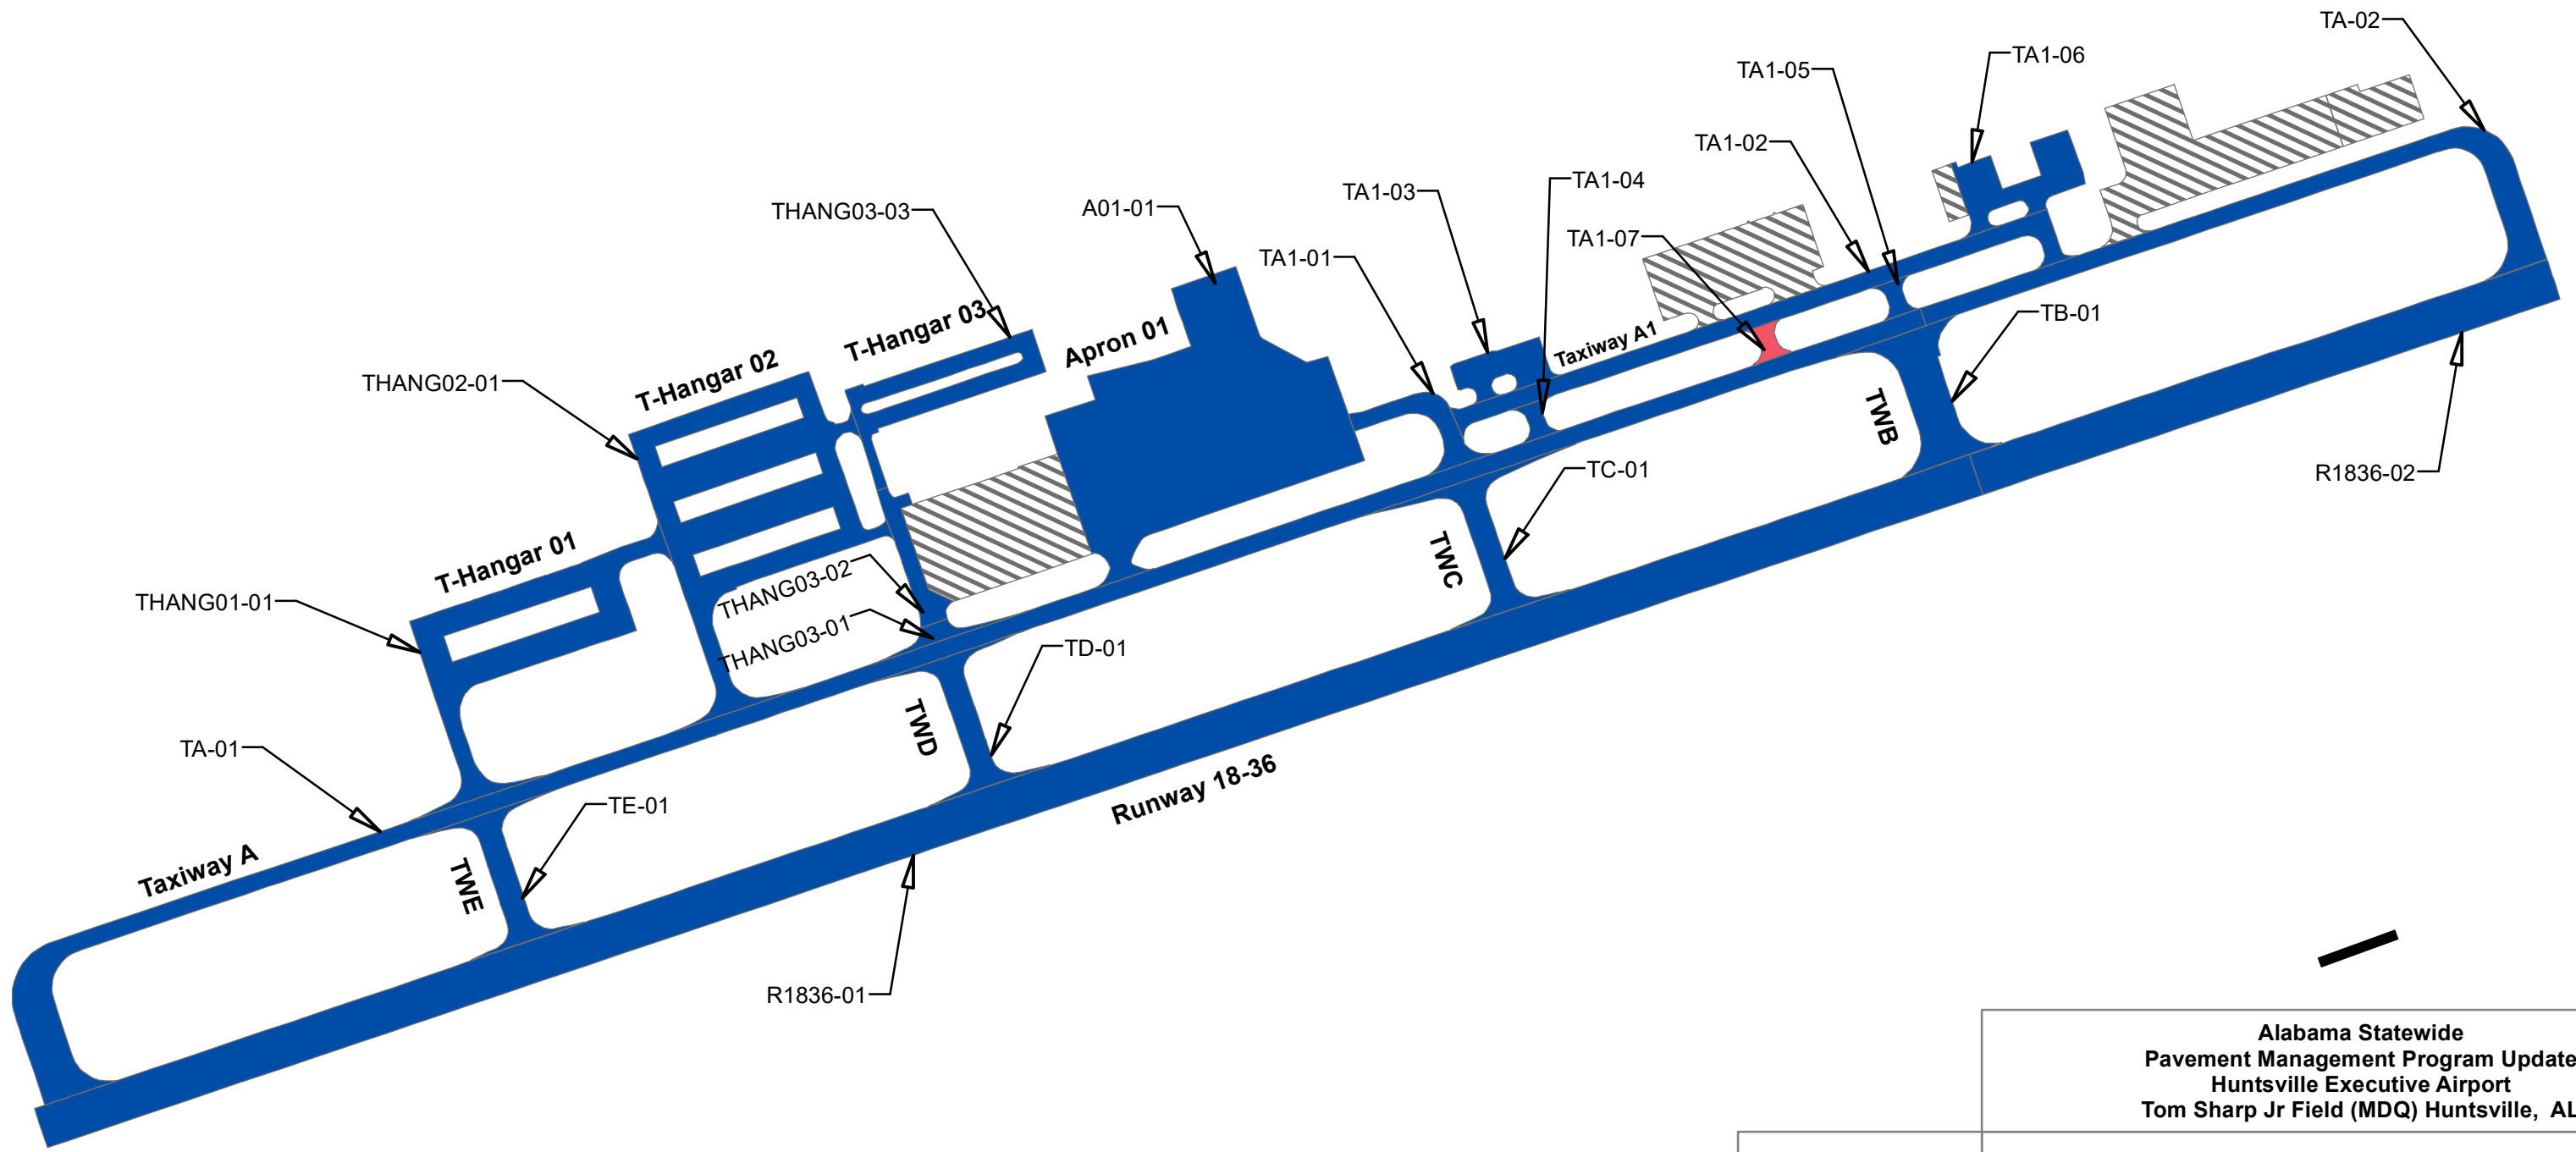 TA-02
TA1-06
TA1-05
TA1-02
TA1-04
TA1-03
THANG03-03
A01-01
TA1-07
TA1-01
TB-01
T-Hangar 03
Apron 01
Taxiway A1
T-Hangar 02
THANG02-01
TWB
TC-01
R1836-02
T-Hangar 01
TWC
THANG03-02
THANG01-01
THANG03-01
TD-01
TWD
TA-01
Runway 18-36
TE-01
Taxiway A
TWE
R1836-01
Alabama Statewide
Pavement Management Program Update
Huntsville Executive Airport
Tom Sharp Jr Field (MDQ) Huntsville, AL